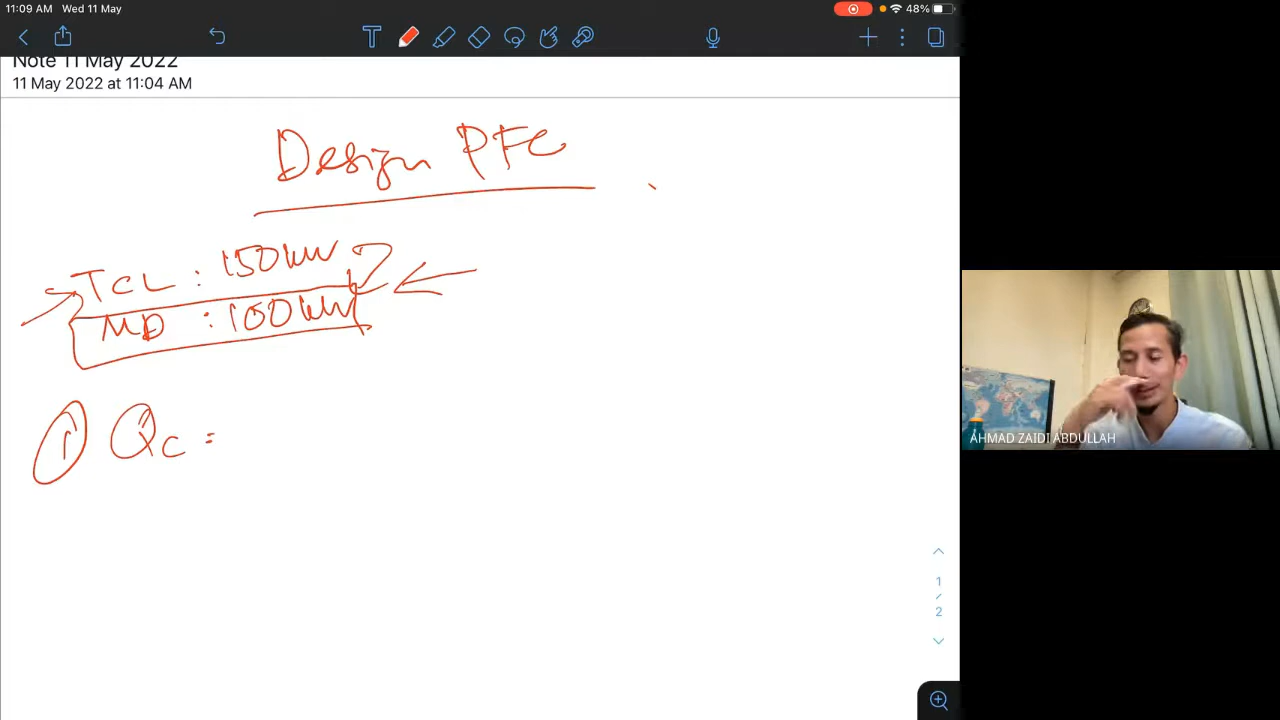 11:09 AM Wed 11 May
48%
T
Note 11 May 2022
11 May 2022 at 11:04 AM
Design PFC
TCL : 150kW
MD : 100kW
1 Qc =
AHMAD ZAIDI ABDULLAH
1
/
2